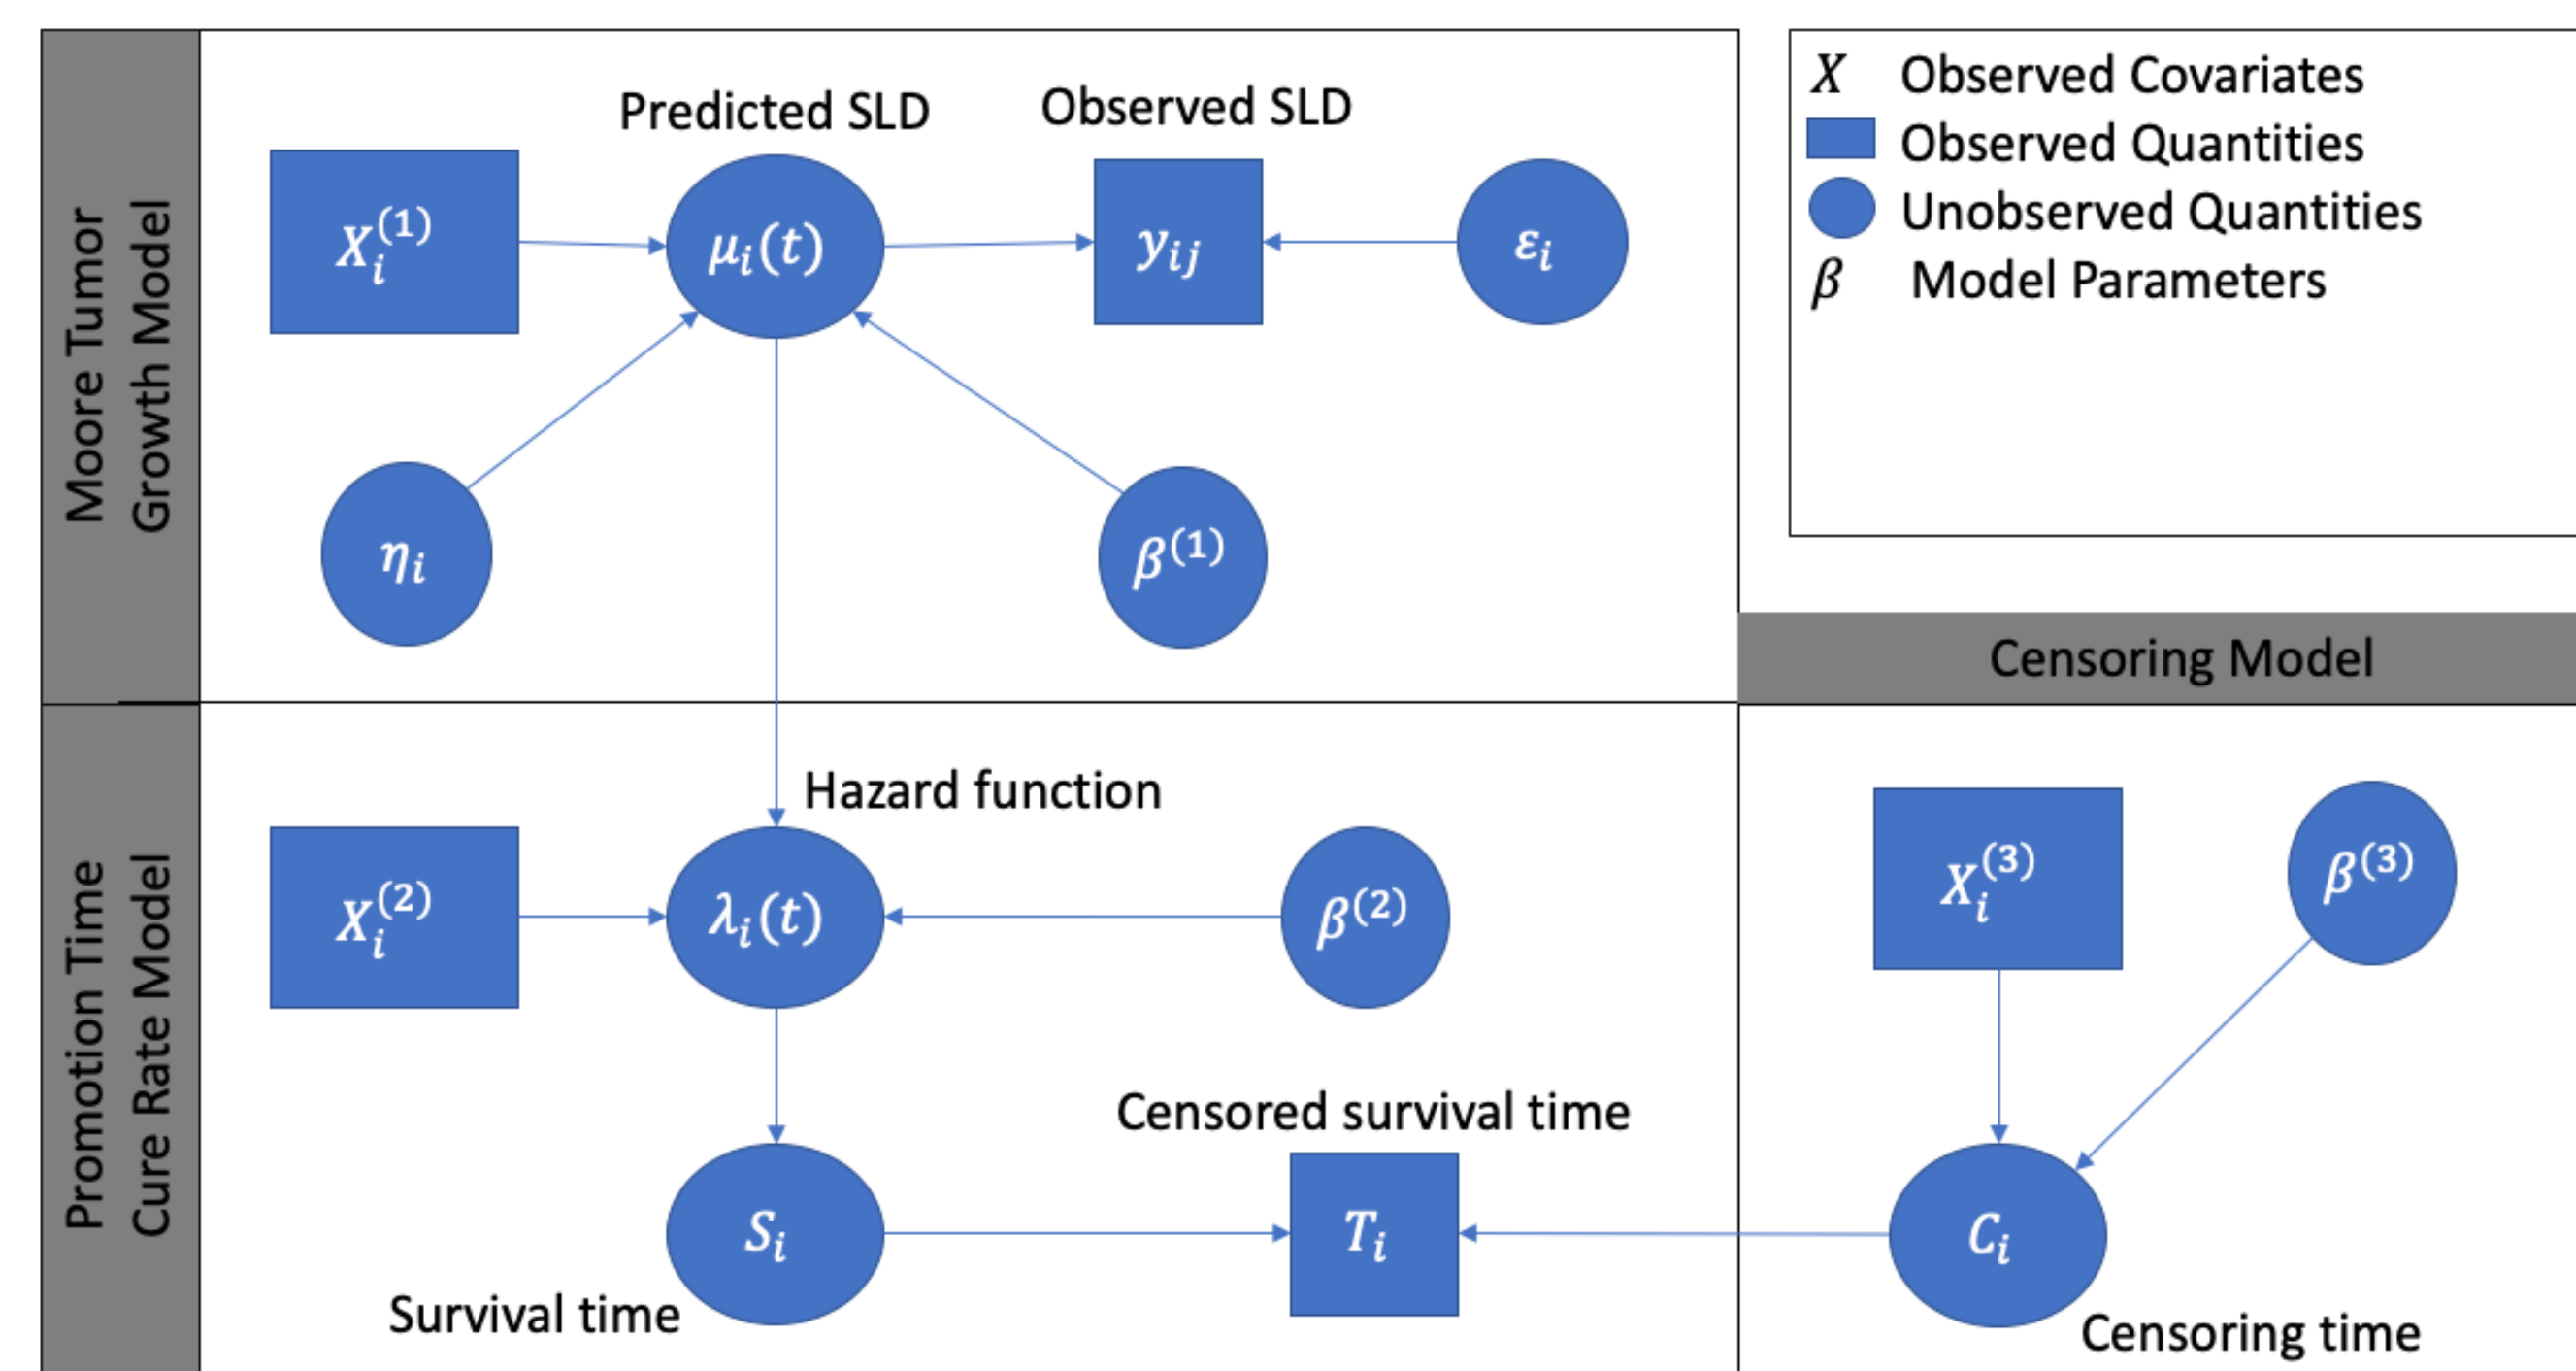 Moore Tumor
Growth Model
Predicted SLD
Observed SLD
X_i^{(1)}
μ_i(t)
y_{ij}
ε_i
η_i
β^{(1)}
X Observed Covariates
Observed Quantities
Unobserved Quantities
β Model Parameters
Promotion Time
Cure Rate Model
Hazard function
X_i^{(2)}
λ_i(t)
β^{(2)}
Censored survival time
S_i
T_i
Survival time
Censoring Model
X_i^{(3)}
β^{(3)}
C_i
Censoring time